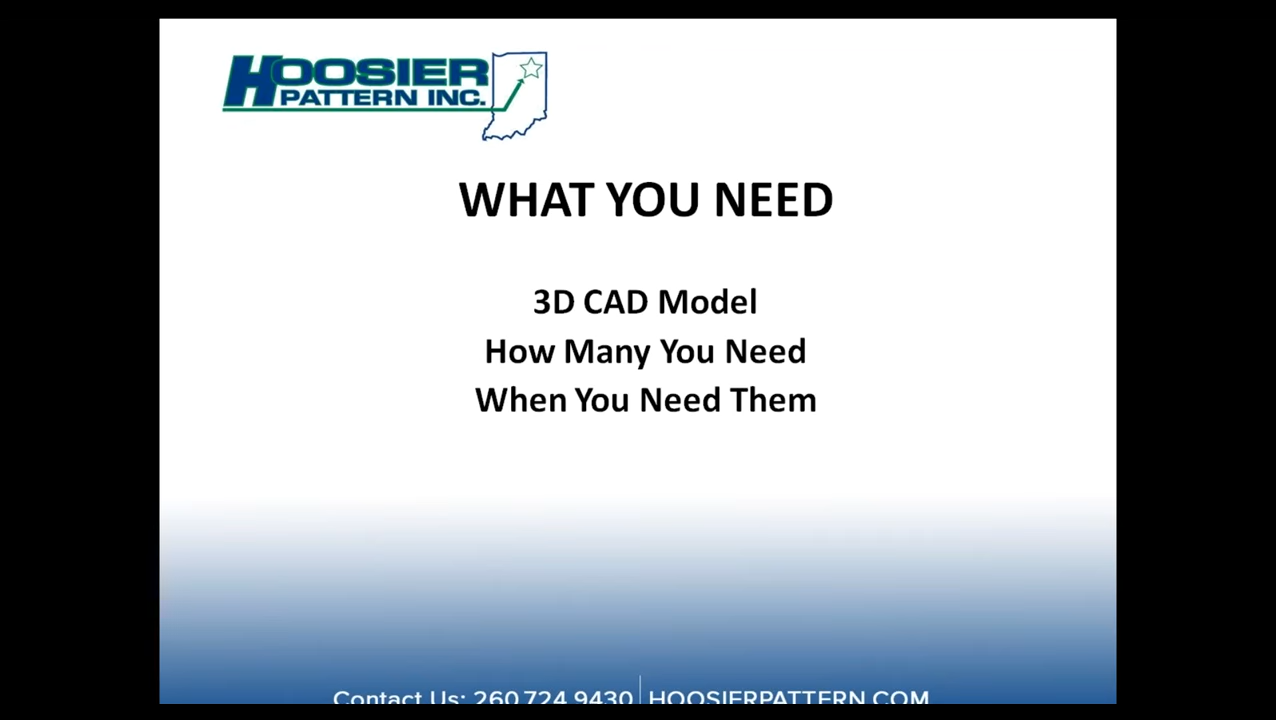 HOOSIER
PATTERN INC.
WHAT YOU NEED
3D CAD Model
How Many You Need
When You Need Them
Contact Us: 260.724.9430 | HOOSIERPATTERN.COM